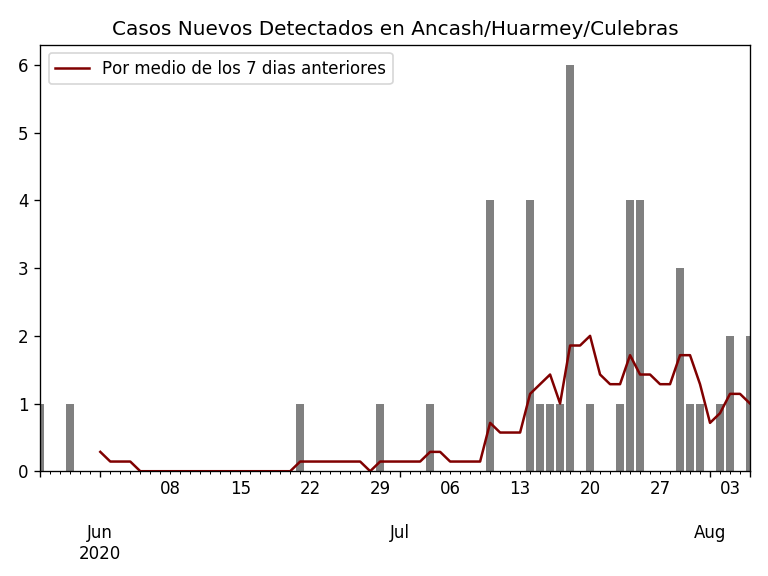 Casos Nuevos Detectados en Ancash/Huarmey/Culebras
Por medio de los 7 dias anteriores
6
5
4
3
2
1
0
08 15 22 29 06 13 20 27 03
Jun Jul Aug
2020